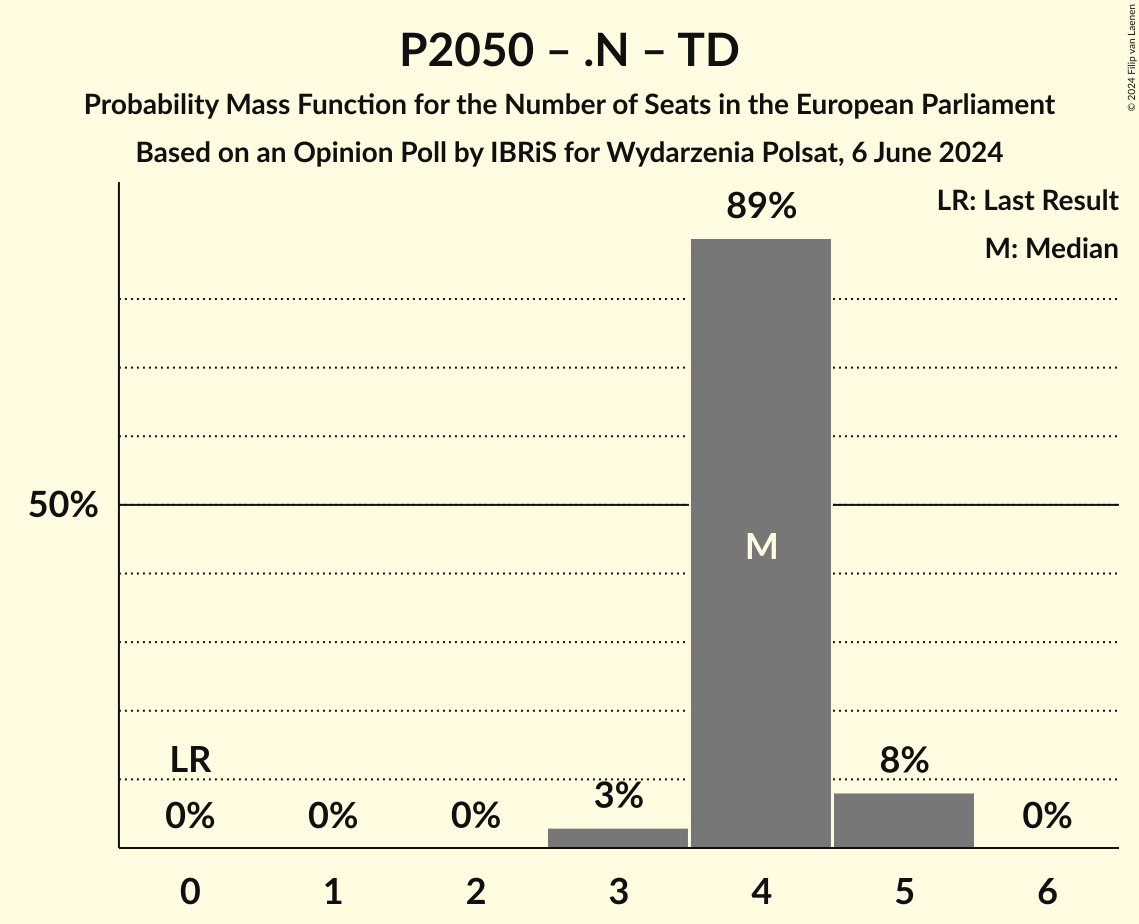 P2050 – .N – TD
Probability Mass Function for the Number of Seats in the European Parliament
Based on an Opinion Poll by IBRiS for Wydarzenia Polsat, 6 June 2024
© 2024 Filip van Laenen
LR: Last Result
M: Median
89%
50%
M
LR
8%
3%
0% 0% 0% 0%
0 1 2 3 4 5 6